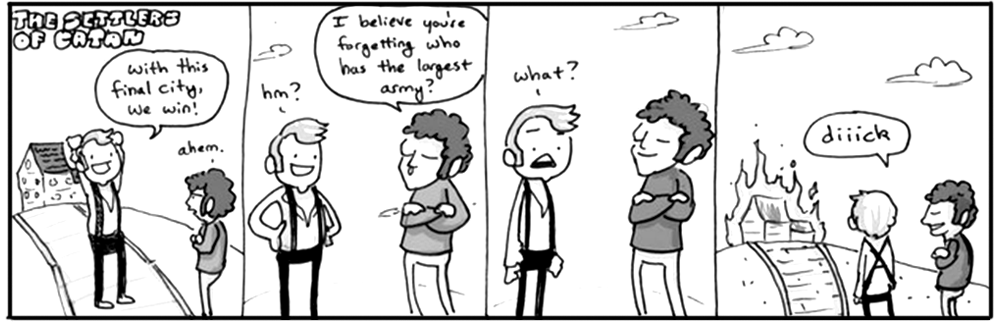 THE SETTLERS
OF CATAN
With this
final city,
we win!
ahem.
hm?
I believe you're
forgetting who
has the largest
army?
what?
diiick